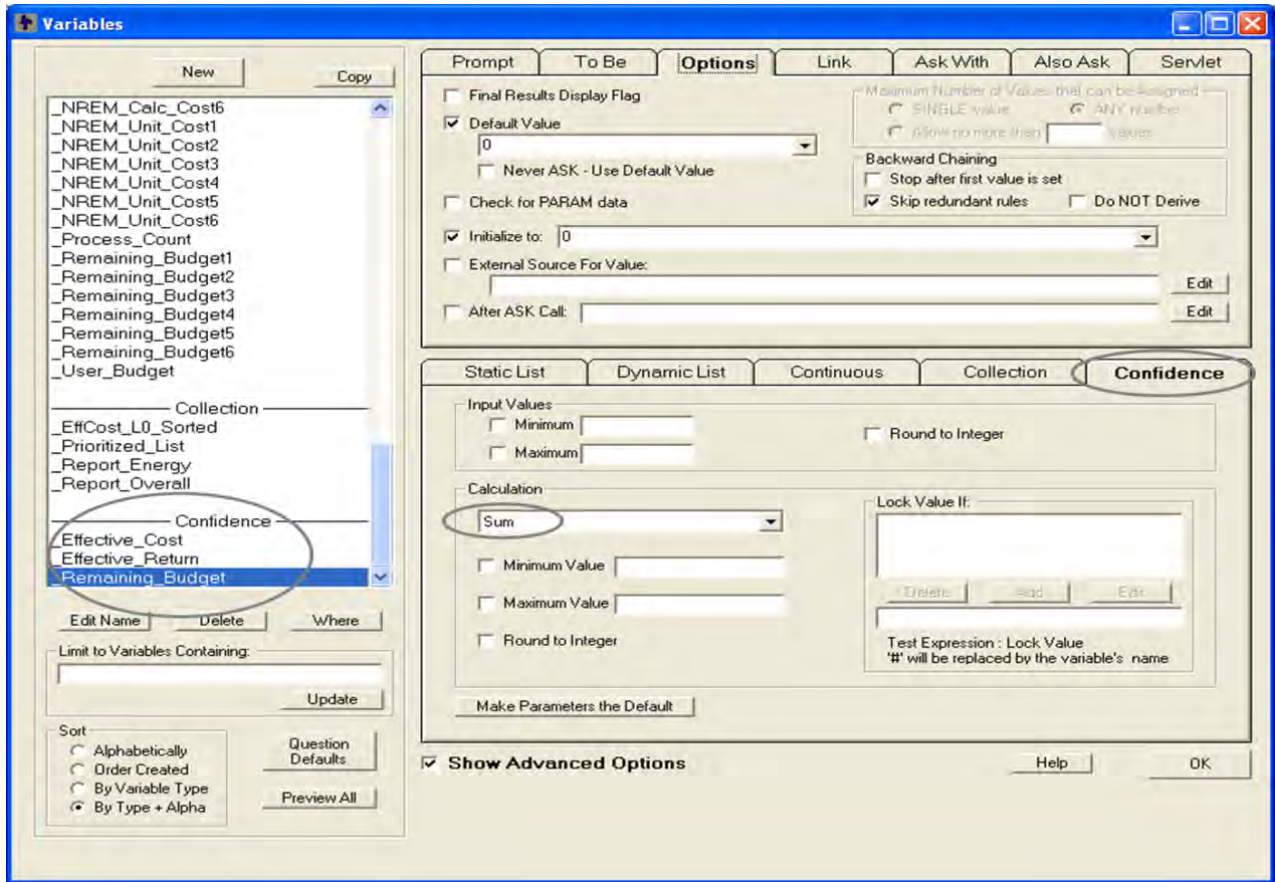 Variables
New
Copy
_NREM_Calc_Cost6
_NREM_Unit_Cost1
_NREM_Unit_Cost2
_NREM_Unit_Cost3
_NREM_Unit_Cost4
_NREM_Unit_Cost5
_NREM_Unit_Cost6
_Process_Count
_Remaining_Budget1
_Remaining_Budget2
_Remaining_Budget3
_Remaining_Budget4
_Remaining_Budget5
_Remaining_Budget6
_User_Budget
Collection
_EffCost_L0_Sorted
_Prioritized_List
_Report_Energy
_Report_Overall
Confidence
_Effective_Cost
_Effective_Return
_Remaining_Budget
Edit Name Delete Where
Limit to Variables Containing:
Update
Sort
Alphabetically
Order Created
By Variable Type
By Type + Alpha
Question Defaults
Preview All
Prompt To Be Options Link Ask With Also Ask Servlet
Final Results Display Flag
Default Value
0
Never ASK - Use Default Value
Check for PARAM data
Maximum Number of Values that can be Assigned
SINGLE value ANY number
Allow no more than values
Backward Chaining
Stop after first value is set
Skip redundant rules Do NOT Derive
Initialize to: 0
External Source For Value:
Edit
After ASK Call: Edit
Static List Dynamic List Continuous Collection Confidence
Input Values
Minimum
Maximum
Round to Integer
Calculation
Sum
Minimum Value
Maximum Value
Round to Integer
Lock Value If:
Delete Add Edit
Test Expression : Lock Value
'#' will be replaced by the variable's name
Make Parameters the Default
Show Advanced Options
Help OK